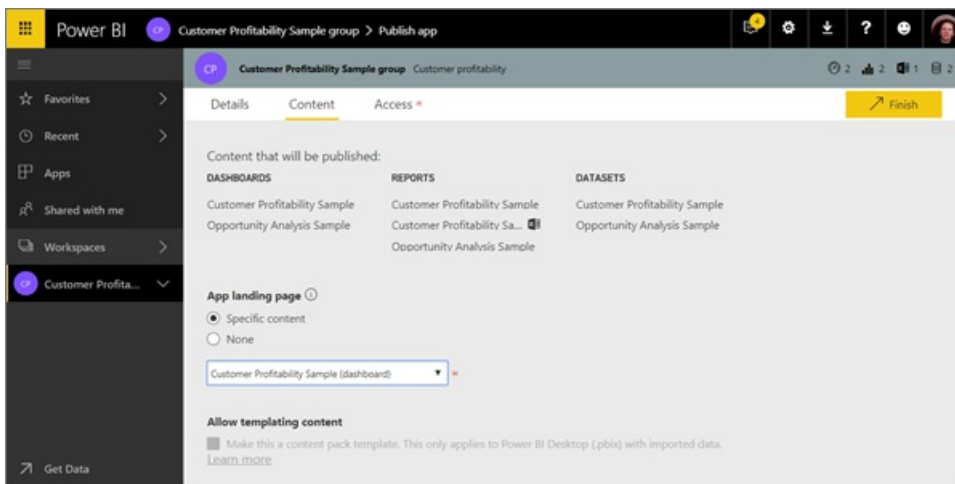 Power BI CP Customer Profitability Sample group > Publish app 4 ?
CP Customer Profitability Sample group Customer profitability 2 2 1 2
Favorites
Recent
Apps
Shared with me
Workspaces
CP Customer Profita...
Get Data
Details Content Access * Finish
Content that will be published:
DASHBOARDS REPORTS DATASETS
Customer Profitability Sample Customer Profitability Sample Customer Profitability Sample
Opportunity Analysis Sample Customer Profitability Sa... Opportunity Analysis Sample
Opportunity Analysis Sample
App landing page
Specific content
None
Customer Profitability Sample (dashboard) *
Allow templating content
Make this a content pack template. This only applies to Power BI Desktop (.pbix) with imported data.
Learn more